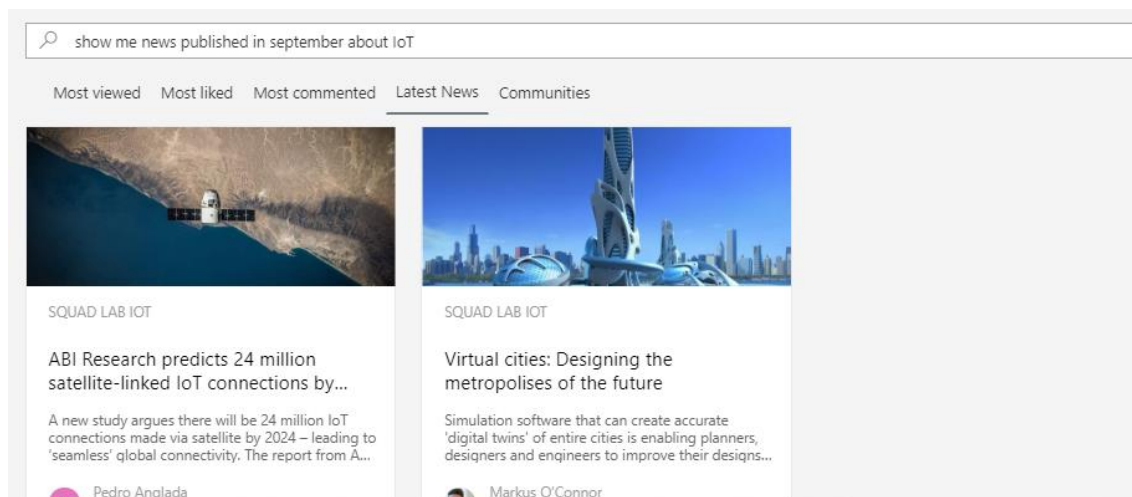 show me news published in september about IoT
Most viewed Most liked Most commented Latest News Communities
SQUAD LAB IOT
ABI Research predicts 24 million
satellite-linked IoT connections by...
A new study argues there will be 24 million IoT
connections made via satellite by 2024 – leading to
'seamless' global connectivity. The report from A...
Pedro Anglada
SQUAD LAB IOT
Virtual cities: Designing the
metropolises of the future
Simulation software that can create accurate
'digital twins' of entire cities is enabling planners,
designers and engineers to improve their designs...
Markus O'Connor